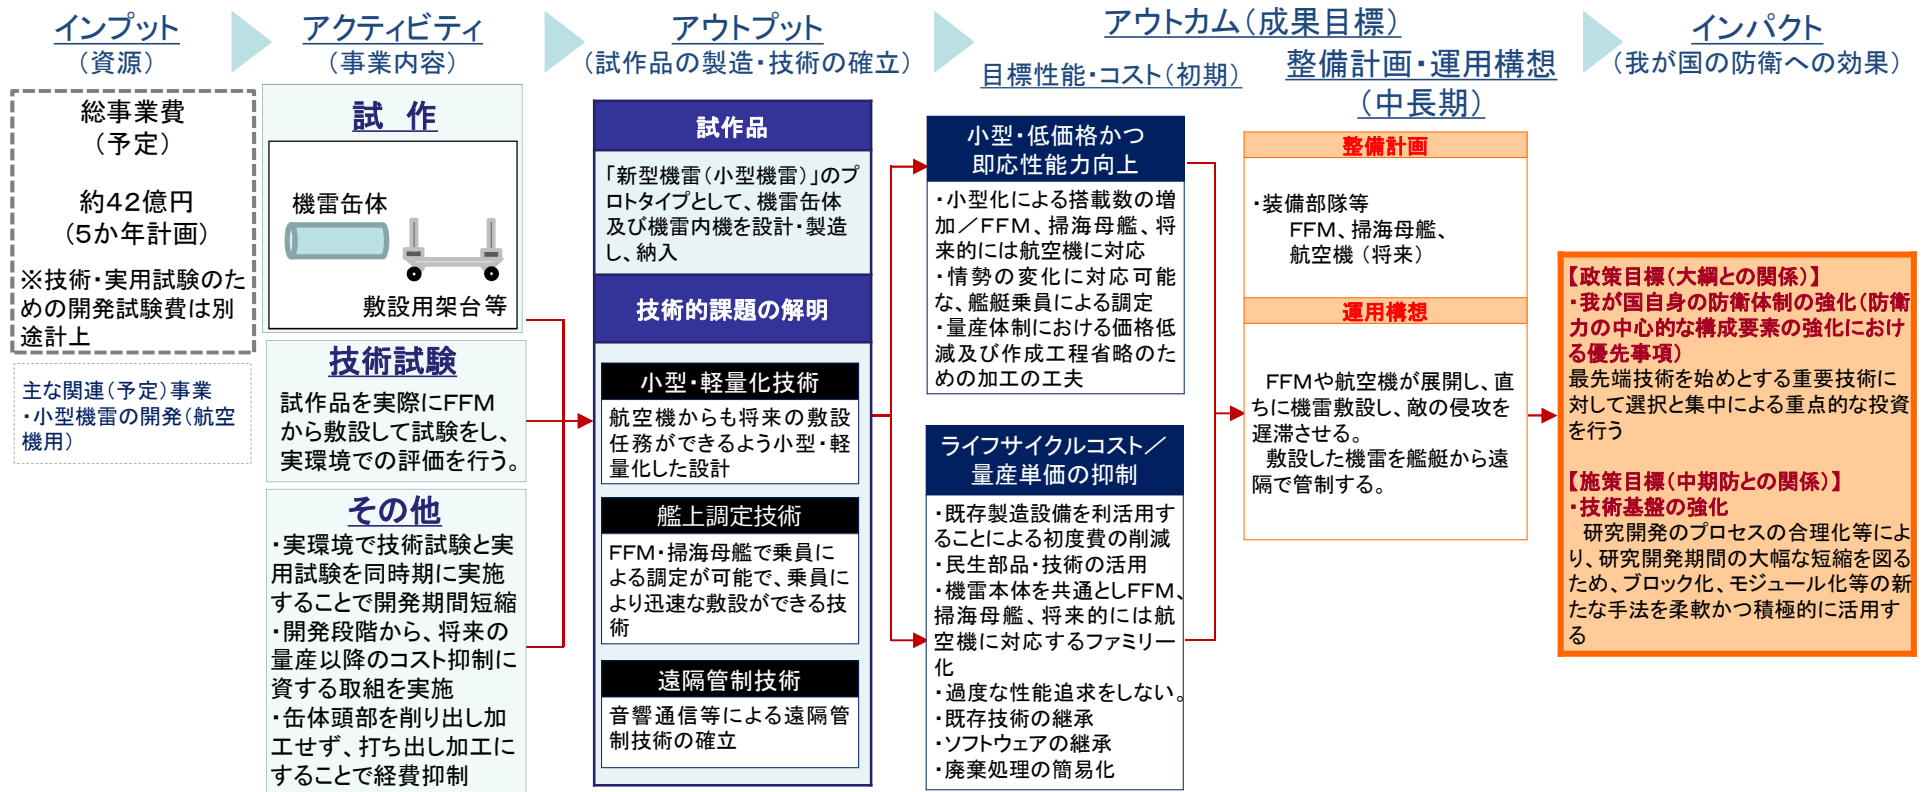 インプット
（資源）
総事業費
（予定）
約４２億円
（５か年計画）
※技術・実用試験のた
めの開発試験費は別
途計上
主な関連（予定）事業
・小型機雷の開発（航空
機用）
アクティビティ
（事業内容）
試　作
機雷缶体
敷設用架台等
技術試験
試作品を実際にＦＦＭ
から敷設して試験をし、
実環境での評価を行う。
その他
・実環境で技術試験と実
用試験を同時期に実施
することで開発期間短縮
・開発段階から、将来の
量産以降のコスト抑制に
資する取組を実施
・缶体頭部を削り出し加
工せず、打ち出し加工に
することで経費抑制
アウトプット
（試作品の製造・技術の確立）
試作品
「新型機雷（小型機雷）」のプ
ロトタイプとして、機雷缶体
及び機雷内機を設計・製造
し、納入
技術的課題の解明
小型・軽量化技術
航空機からも将来の敷設
任務ができるよう小型・軽
量化した設計
艦上調定技術
ＦＦＭ・掃海母艦で乗員に
よる調定が可能で、乗員に
より迅速な敷設ができる技
術
遠隔管制技術
音響通信等による遠隔管
制技術の確立
アウトカム（成果目標）
目標性能・コスト（初期）
小型・低価格かつ
即応性能力向上
・小型化による搭載数の増
加／ＦＦＭ、掃海母艦、将
来的には航空機に対応
・情勢の変化に対応可能
な、艦艇乗員による調定
・量産体制における価格低
減及び作成工程省略のた
めの加工の工夫
ライフサイクルコスト／
量産単価の抑制
・既存製造設備を利活用す
ることによる初度費の削減
・民生部品・技術の活用
・機雷本体を共通としＦＦＭ、
掃海母艦、将来的には航
空機に対応するファミリー
化
・過度な性能追求をしない。
・既存技術の継承
・ソフトウェアの継承
・廃棄処理の簡易化
整備計画・運用構想
（中長期）
整備計画
・装備部隊等
ＦＦＭ、掃海母艦、
航空機（将来）
運用構想
ＦＦＭや航空機が展開し、直
ちに機雷敷設し、敵の侵攻を
遅滞させる。
敷設した機雷を艦艇から遠
隔で管制する。
インパクト
（我が国の防衛への効果）
【政策目標（大綱との関係）】
・我が国自身の防衛体制の強化（防衛
力の中心的な構成要素の強化におけ
る優先事項）
最先端技術を始めとする重要技術に
対して選択と集中による重点的な投資
を行う
【施策目標（中期防との関係）】
・技術基盤の強化
研究開発のプロセスの合理化等によ
り、研究開発期間の大幅な短縮を図る
ため、ブロック化、モジュール化等の新
たな手法を柔軟かつ積極的に活用す
る